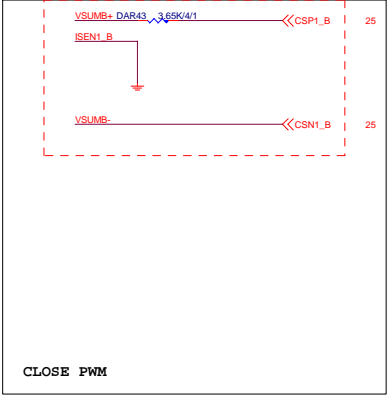 VSUMB+ DAR43 3.65K/4/1 CSP1_B 25
ISEN1_B
VSUMB- CSN1_B 25
CLOSE PWM